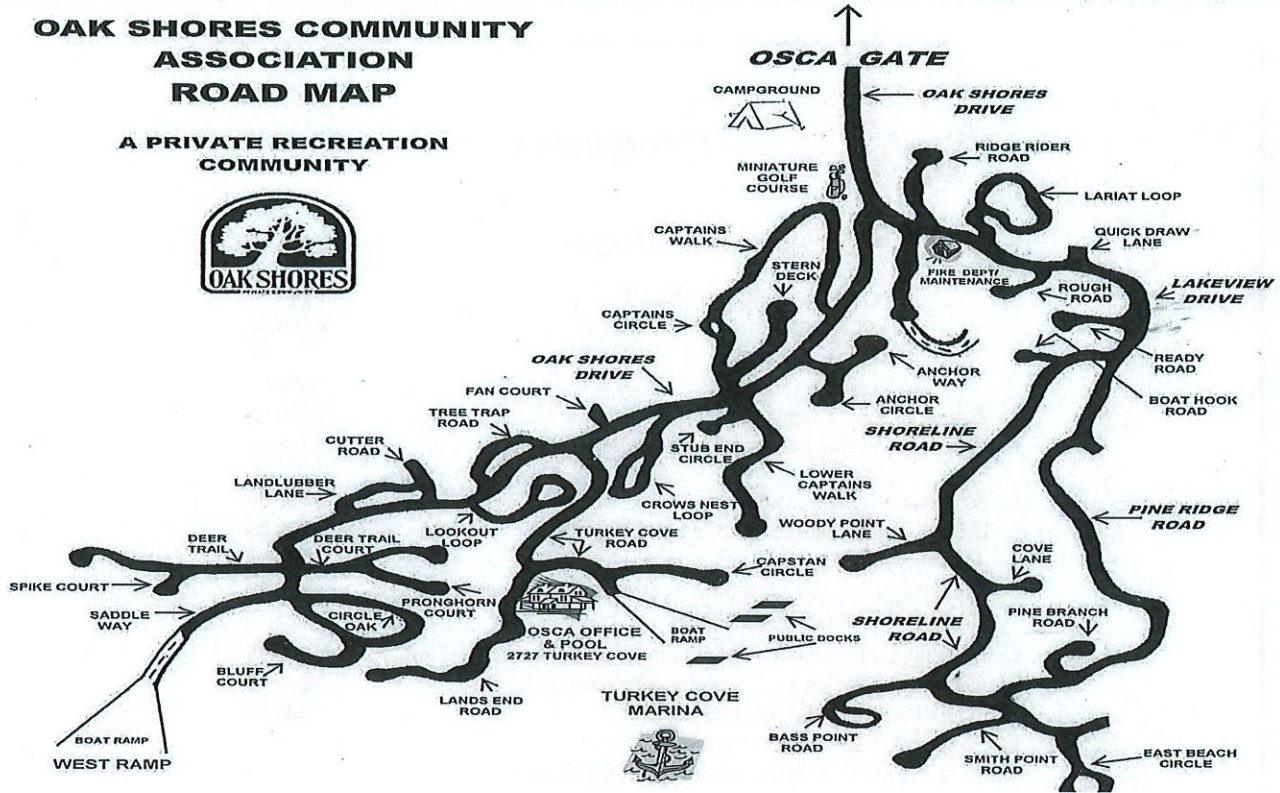 OAK SHORES COMMUNITY
ASSOCIATION
ROAD MAP
A PRIVATE RECREATION
COMMUNITY
OAK SHORES
OSCA GATE
CAMPGROUND
OAK SHORES
DRIVE
RIDGE RIDER
ROAD
MINIATURE
GOLF
COURSE
LARIAT LOOP
CAPTAINS
WALK
QUICK DRAW
LANE
STERN
DECK
FIRE DEPT/
MAINTENANCE
ROUGH
ROAD
LAKEVIEW
DRIVE
CAPTAINS
CIRCLE
READY
ROAD
OAK SHORES
DRIVE
ANCHOR
WAY
FAN COURT
ANCHOR
CIRCLE
BOAT HOOK
ROAD
TREE TRAP
ROAD
SHORELINE
ROAD
CUTTER
ROAD
STUB END
CIRCLE
LOWER
CAPTAINS
WALK
LANDLUBBER
LANE
CROWS NEST
LOOP
LOOKOUT
LOOP
WOODY POINT
LANE
PINE RIDGE
ROAD
DEER
TRAIL
DEER TRAIL
COURT
TURKEY COVE
ROAD
COVE
LANE
CAPSTAN
CIRCLE
SPIKE COURT
PRONGHORN
COURT
SADDLE
WAY
CIRCLE
OAK
PINE BRANCH
ROAD
SHORELINE
ROAD
BOAT
RAMP
PUBLIC DOCKS
OSCA OFFICE
& POOL
2727 TURKEY COVE
BLUFF
COURT
LANDS END
ROAD
TURKEY COVE
MARINA
BASS POINT
ROAD
SMITH POINT
ROAD
EAST BEACH
CIRCLE
BOAT RAMP
WEST RAMP